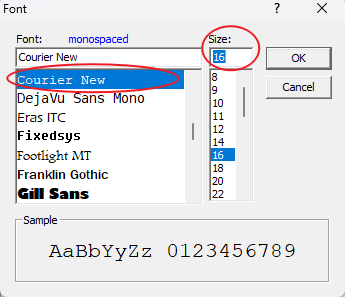 Font
Font: monospaced Size:
Courier New 16 OK
Courier New
DejaVu Sans Mono
Eras ITC
Fixedsys
Footlight MT
Franklin Gothic
Gill Sans
8
9
10
11
12
14
16
18
20
22
Cancel
Sample
AaBbYyZz 0123456789